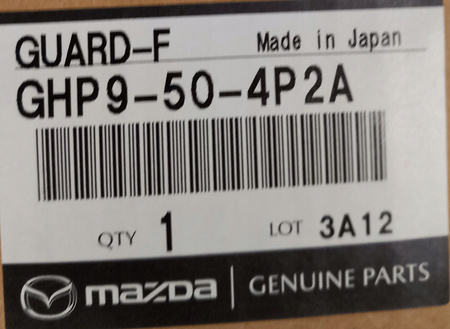 GUARD-F Made in Japan
GHP9-50-4P2A
QTY 1 LOT 3A12
mazda | GENUINE PARTS